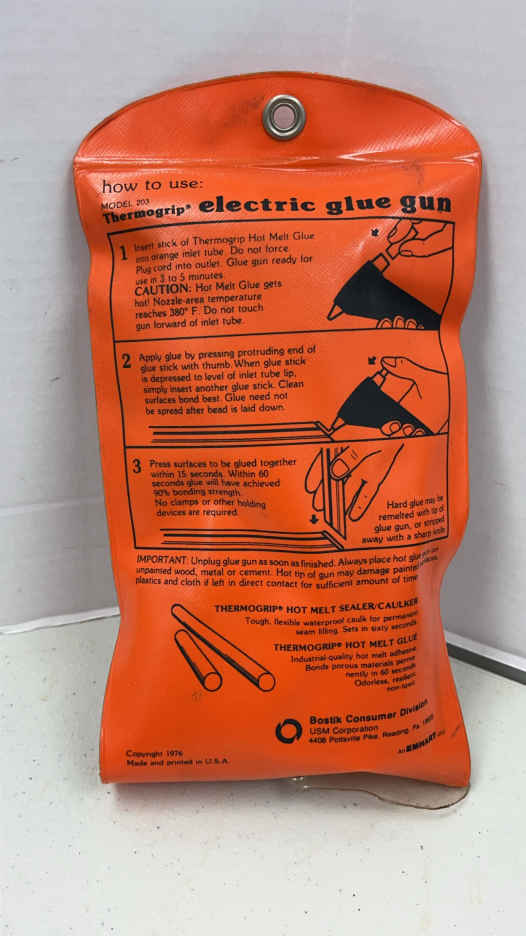 how to use:
MODEL 203
Thermogrip® electric glue gun
1 Insert stick of Thermogrip Hot Melt Glue
into orange inlet tube. Do not force.
Plug cord into outlet. Glue gun ready for
use in 3 to 5 minutes.
CAUTION: Hot Melt Glue gets
hot! Nozzle-area temperature
reaches 380° F. Do not touch
gun forward of inlet tube.
2 Apply glue by pressing protruding end of
glue stick with thumb. When glue stick
is depressed to level of inlet tube lip,
simply insert another glue stick. Clean
surfaces bond best. Glue need not
be spread after bead is laid down.
3 Press surfaces to be glued together
within 15 seconds. Within 60
seconds glue will have achieved
90% bonding strength.
No clamps or other holding
devices are required.
Hard glue may be
remelted with tip of
glue gun, or scraped
away with a sharp knife
IMPORTANT: Unplug glue gun as soon as finished. Always place hot glue
unpainted wood, metal or cement. Hot tip of gun may damage painted
plastics and cloth if left in direct contact for sufficient amount of time
THERMOGRIP® HOT MELT SEALER/CAULKER
Tough, flexible waterproof caulk for permanent
seam filling. Sets in sixty seconds.
THERMOGRIP® HOT MELT GLUE
Industrial-quality hot melt adhesive.
Bonds porous materials perma-
nently in 60 seconds.
Odorless, resilient,
non-toxic
Bostik Consumer Division
USM Corporation
4408 Pottsville Pike, Reading, Pa.
an EMHART
Copyright 1976
Made and printed in U.S.A.